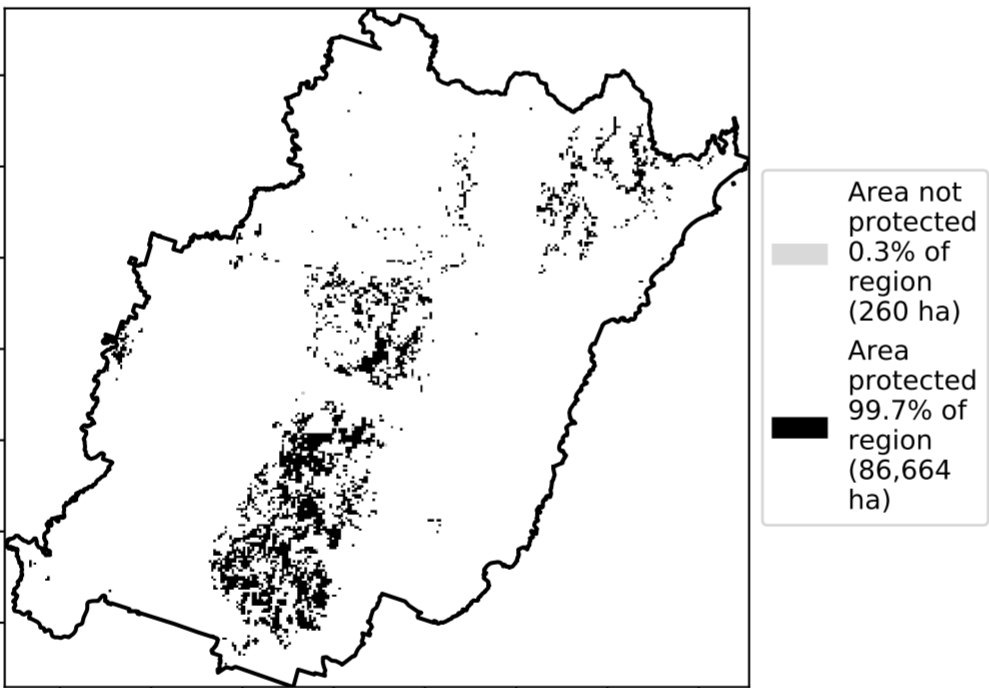 Area not
protected
0.3% of
region
(260 ha)
Area
protected
99.7% of
region
(86,664
ha)